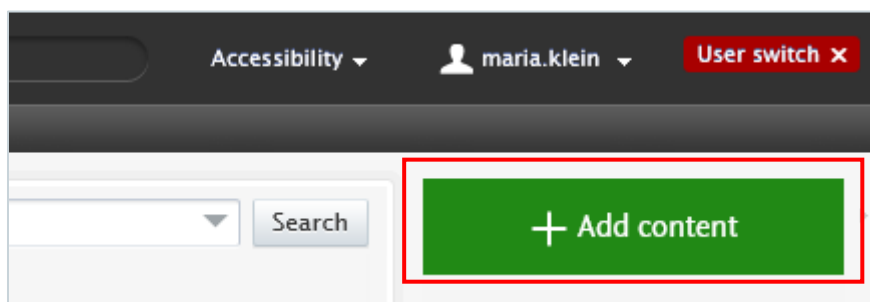 Accessibility maria.klein User switch ×
Search + Add content